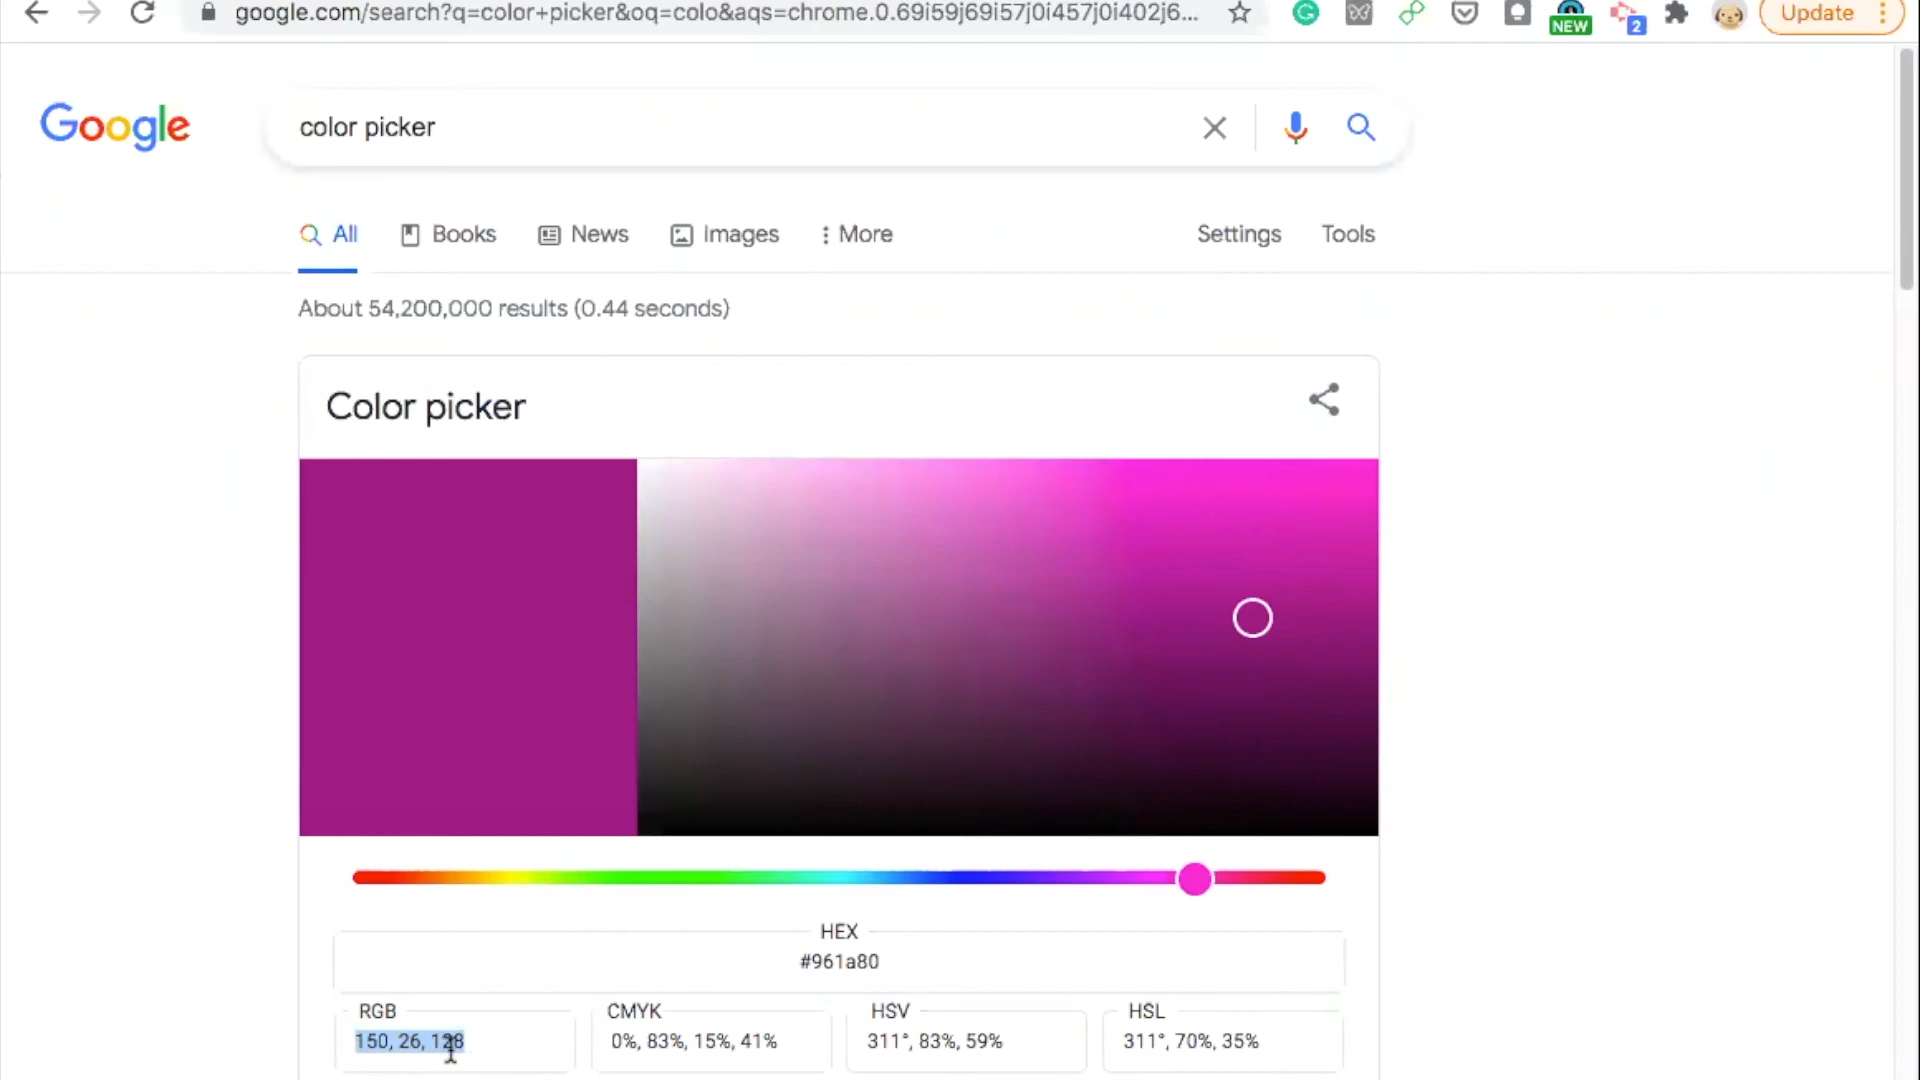 google.com/search?q=color+picker&oq=colo&aqs=chrome.0.69i59j69i57j0i457j0i402j6...
NEW
2
Update
Google
color picker
All
Books
News
Images
More
Settings
Tools
About 54,200,000 results (0.44 seconds)
Color picker
HEX
#961a80
RGB
CMYK
HSV
HSL
150, 26, 128
0%, 83%, 15%, 41%
311°, 83%, 59%
311°, 70%, 35%